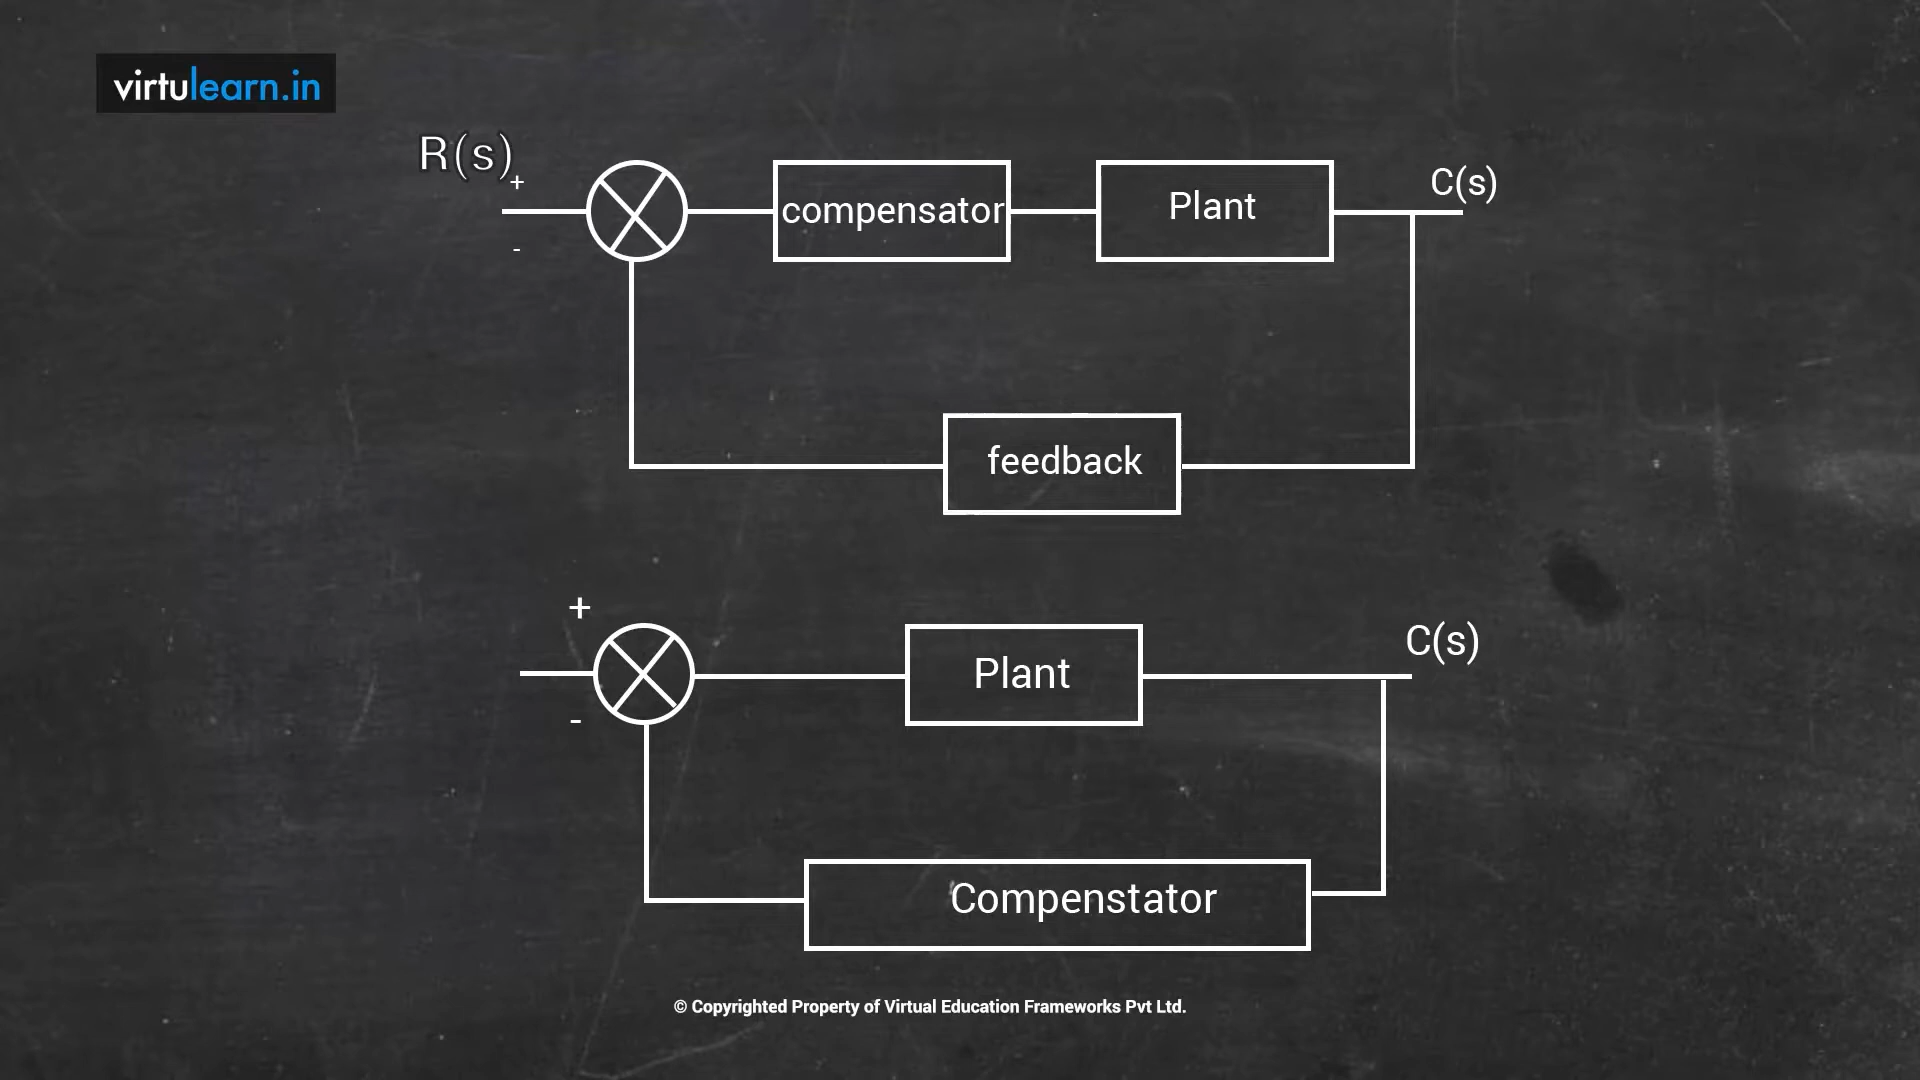 virtulearn.in
R(s)
+
-
compensator
Plant
C(s)
feedback
+
-
Plant
C(s)
Compenstator
© Copyrighted Property of Virtual Education Frameworks Pvt Ltd.